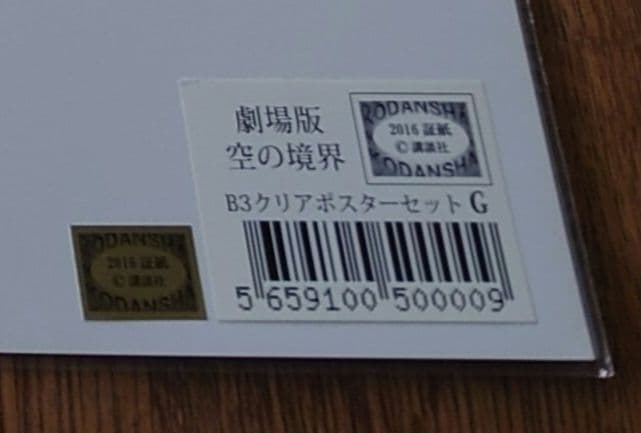 劇場版
空の境界
KODANSHA
2016 証紙
©講談社
KODANSHA
B3クリアポスターセット G
5 659100 500009
KODANSHA
2016 証紙
©講談社
KODANSHA